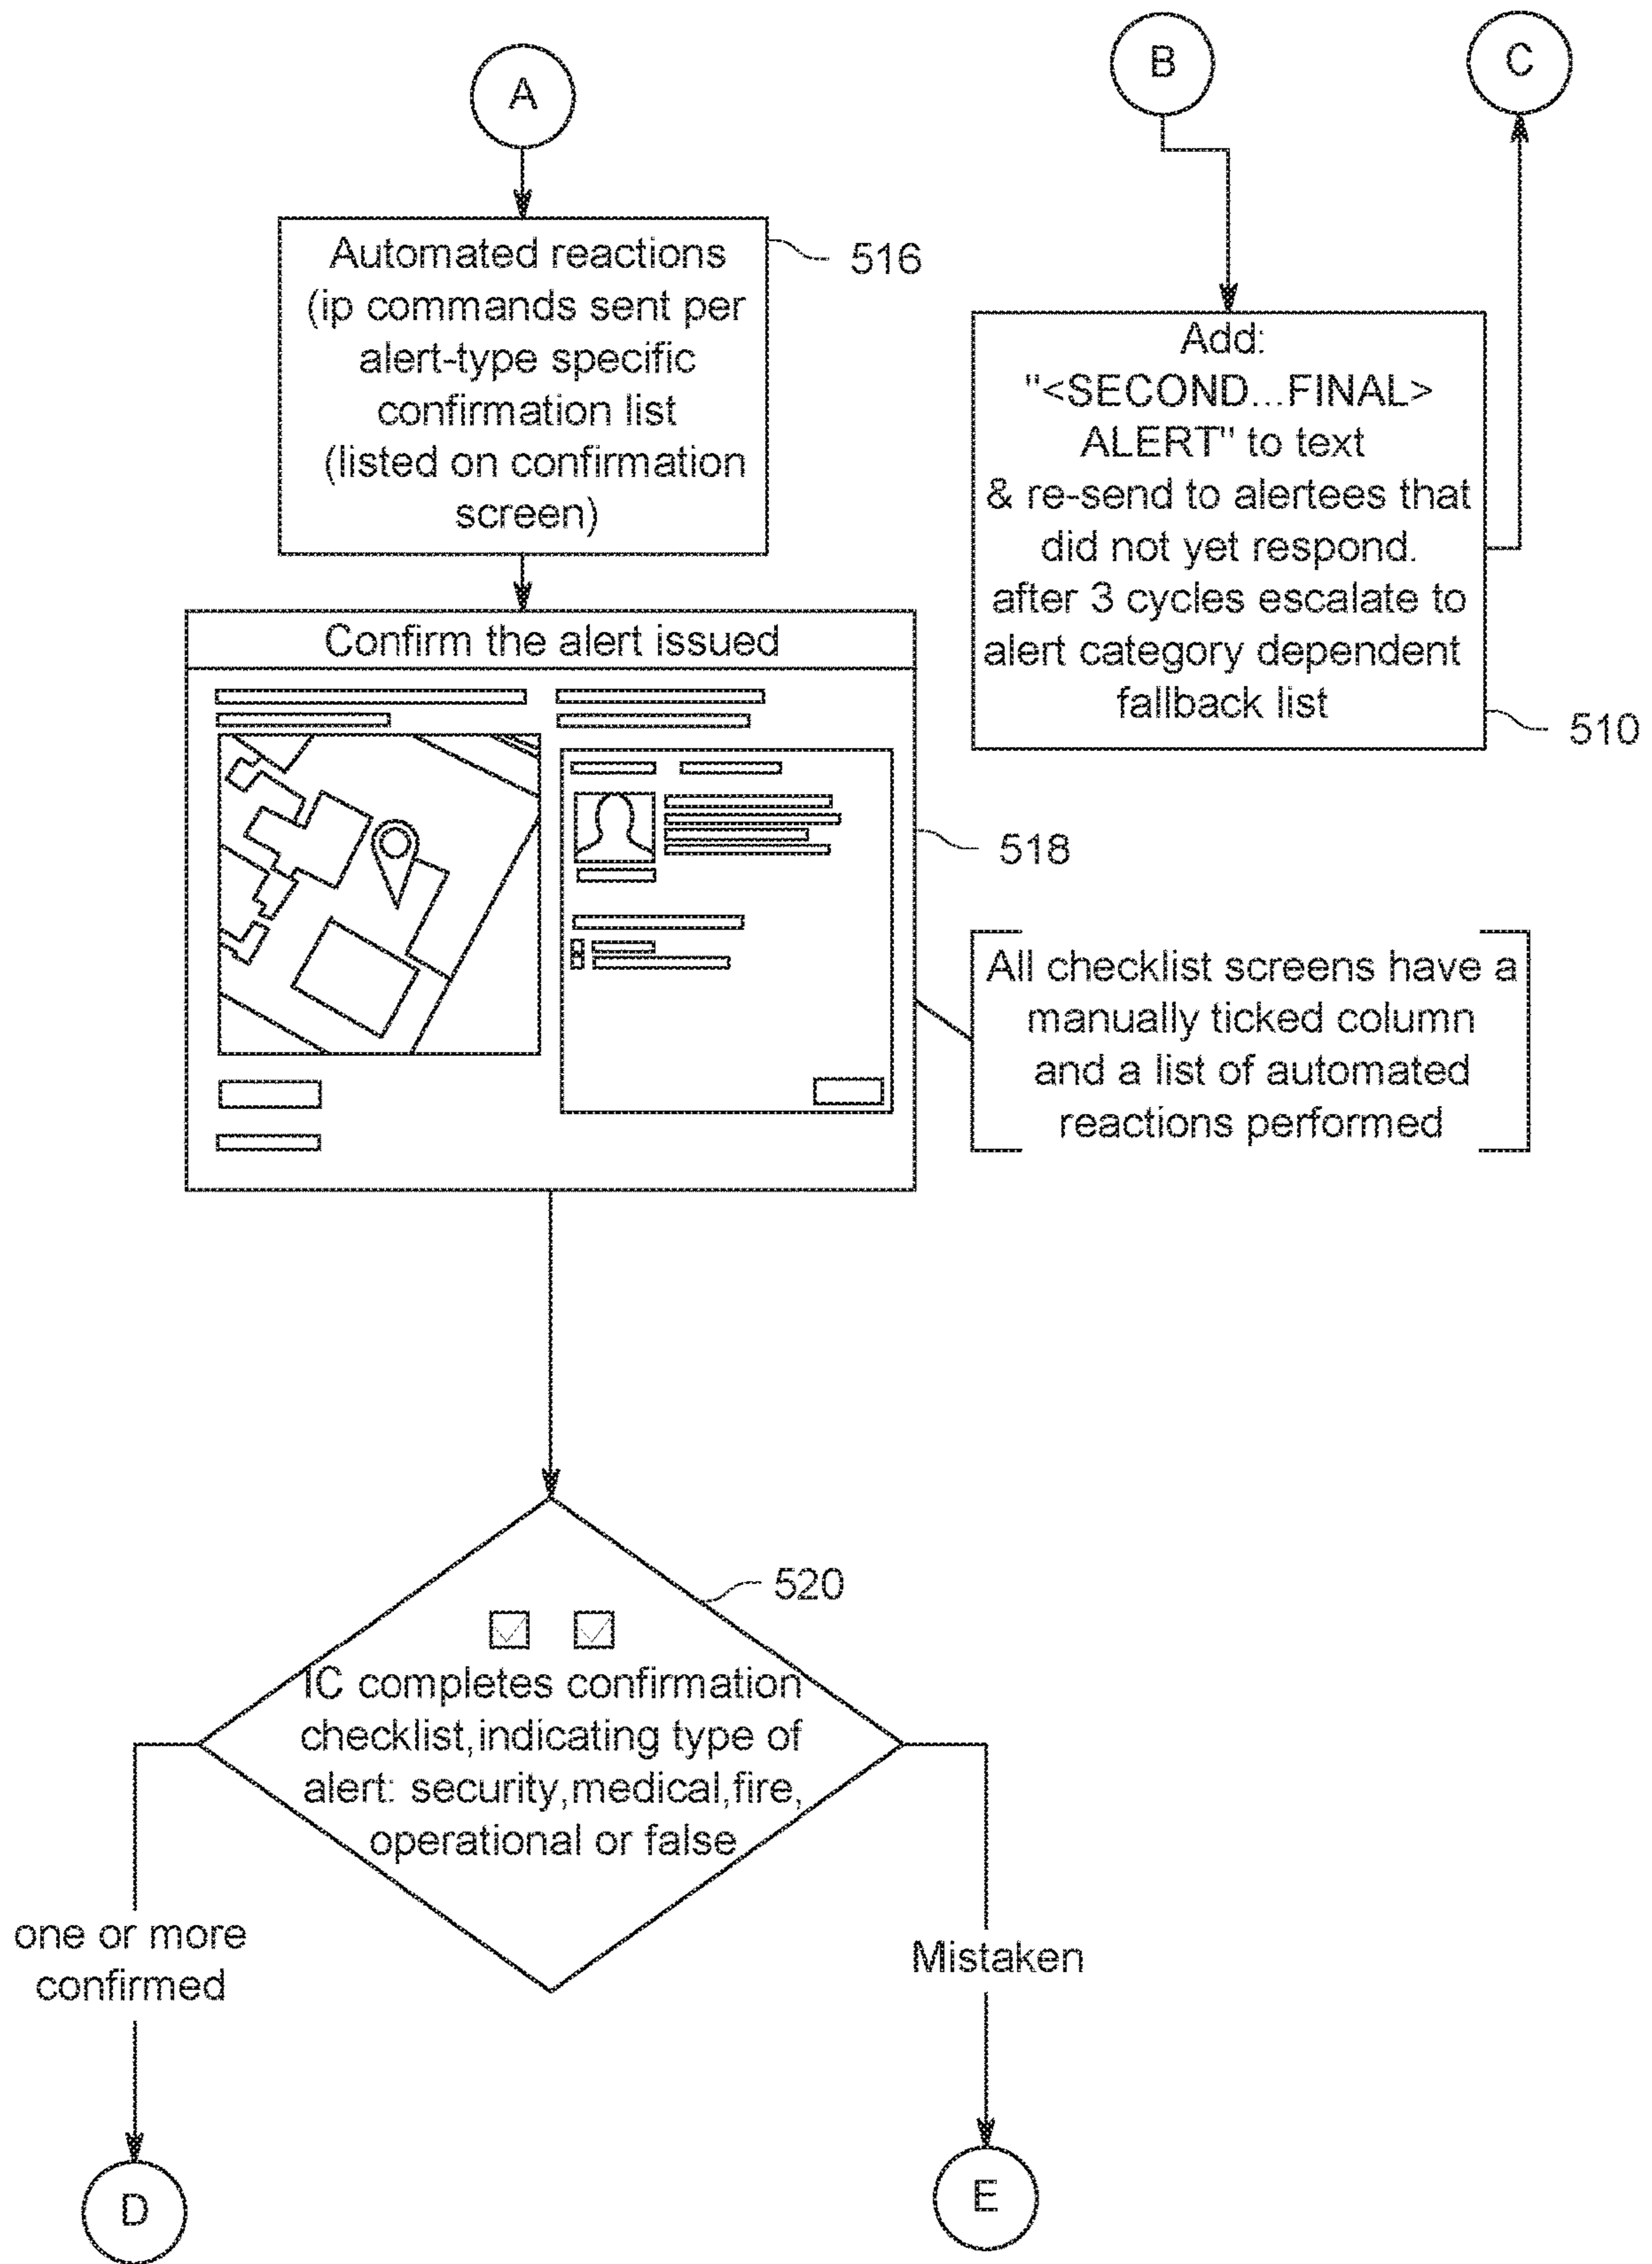 A
B
C
Automated reactions
(ip commands sent per
alert-type specific
confirmation list
(listed on confirmation
screen)
516
Add:
"<SECOND...FINAL>
ALERT" to text
& re-send to alertees that
did not yet respond.
after 3 cycles escalate to
alert category dependent
fallback list
510
Confirm the alert issued
518
All checklist screens have a
manually ticked column
and a list of automated
reactions performed
520
IC completes confirmation
checklist,indicating type of
alert: security,medical,fire,
operational or false
one or more
confirmed
Mistaken
D
E